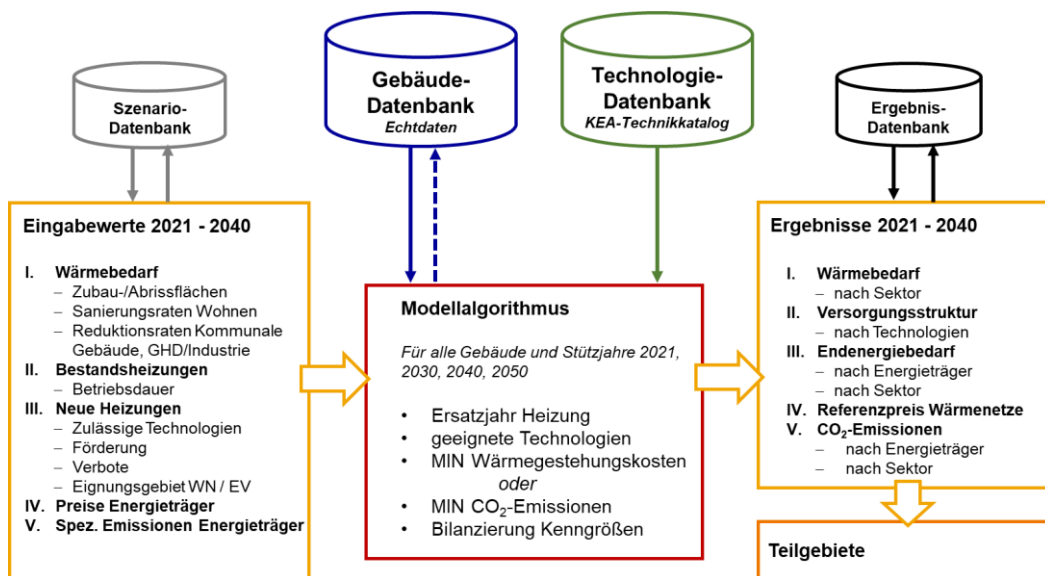 Szenario-
Datenbank
Gebäude-
Datenbank
Echtdaten
Technologie-
Datenbank
KEA-Technikkatalog
Ergebnis-
Datenbank
Eingabewerte 2021 - 2040
I. Wärmebedarf
– Zubau-/Abrissflächen
– Sanierungsraten Wohnen
– Reduktionsraten Kommunale
Gebäude, GHD/Industrie
II. Bestandsheizungen
– Betriebsdauer
III. Neue Heizungen
– Zulässige Technologien
– Förderung
– Verbote
– Eignungsgebiet WN / EV
IV. Preise Energieträger
V. Spez. Emissionen Energieträger
Modellalgorithmus
Für alle Gebäude und Stützjahre 2021,
2030, 2040, 2050
• Ersatzjahr Heizung
• geeignete Technologien
• MIN Wärmegestehungskosten
oder
• MIN CO₂-Emissionen
• Bilanzierung Kenngrößen
Ergebnisse 2021 - 2040
I. Wärmebedarf
– nach Sektor
II. Versorgungsstruktur
– nach Technologien
III. Endenergiebedarf
– nach Energieträger
– nach Sektor
IV. Referenzpreis Wärmenetze
V. CO₂-Emissionen
– nach Energieträger
– nach Sektor
Teilgebiete